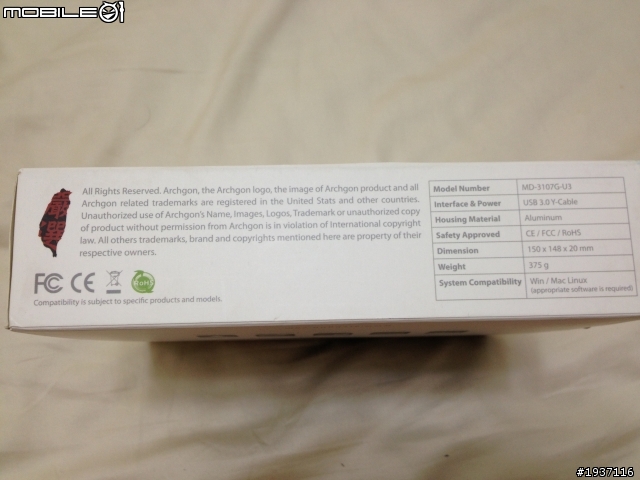 MOBILE01
All Rights Reserved. Archgon, the Archgon logo, the image of Archgon product and all
Archgon related trademarks are registered in the United Stats and other countries.
Unauthorized use of Archgon's Name, Images, Logos, Trademark or unauthorized copy
of product without permission from Archgon is in violation of International copyright
law. All others trademarks, brand and copyrights mentioned here are property of their
respective owners.
FC CE RoHS
Compatibility is subject to specific products and models.
Model Number MD-3107G-U3
Interface & Power USB 3.0 Y-Cable
Housing Material Aluminum
Safety Approved CE / FCC / RoHS
Dimension 150 x 148 x 20 mm
Weight 375 g
System Compatibility Win / Mac Linux
(appropriate software is required)
#1937116